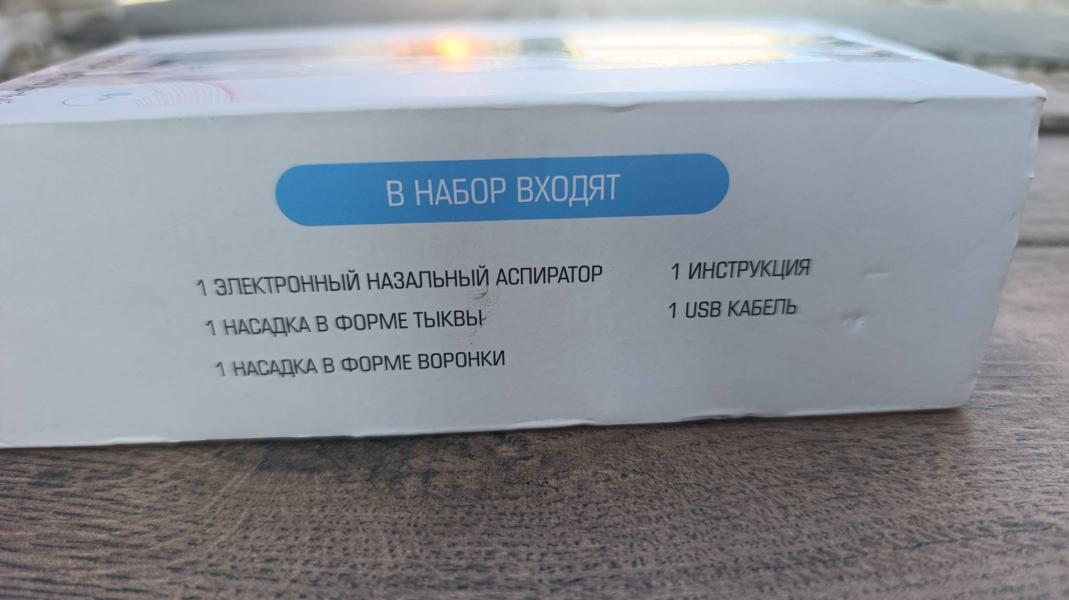 В НАБОР ВХОДЯТ
1 ЭЛЕКТРОННЫЙ НАЗАЛЬНЫЙ АСПИРАТОР
1 НАСАДКА В ФОРМЕ ТЫКВЫ
1 НАСАДКА В ФОРМЕ ВОРОНКИ
1 ИНСТРУКЦИЯ
1 USB КАБЕЛЬ